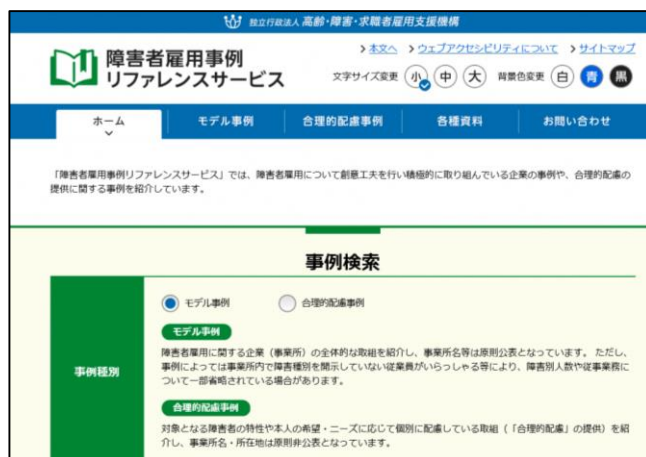 独立行政法人 高齢・障害・求職者雇用支援機構
障害者雇用事例
リファレンスサービス
本文へ ウェブアクセシビリティについて サイトマップ
文字サイズ変更 小 中 大 背景色変更 白 青 黒
ホーム モデル事例 合理的配慮事例 各種資料 お問い合わせ
「障害者雇用事例リファレンスサービス」では、障害者雇用について創意工夫を行い積極的に取り組んでいる企業の事例や、合理的配慮の
提供に関する事例を紹介しています。
事例検索
事例種別
モデル事例 合理的配慮事例
モデル事例
障害者雇用に関する企業（事業所）の全体的な取組を紹介し、事業所名等は原則公表となっています。 ただし、
事例によっては事業所内で障害種別を開示していない従業員がいらっしゃる等により、障害別人数や従事業務に
ついて一部省略されている場合があります。
合理的配慮事例
対象となる障害者の特性や本人の希望・ニーズに応じて個別に配慮している取組（「合理的配慮」の提供）を紹
介し、事業所名・所在地は原則非公表となっています。